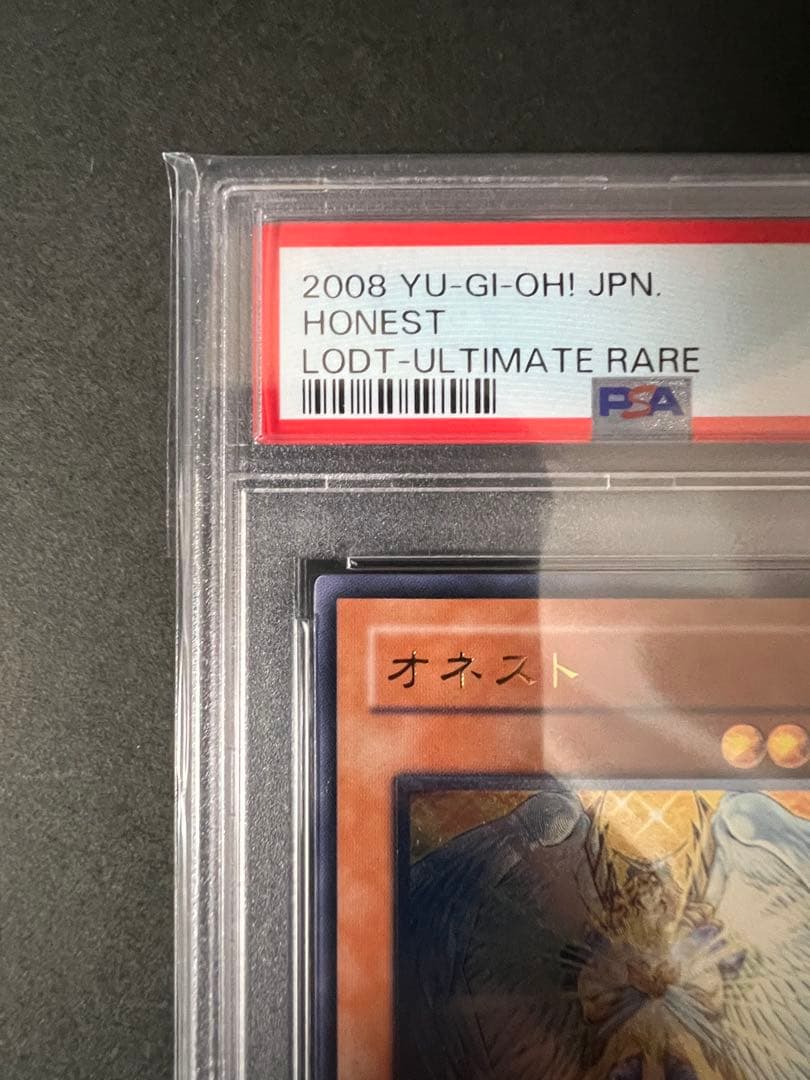 2008 YU-GI-OH! JPN.
HONEST
LODT-ULTIMATE RARE
PSA
オネスト